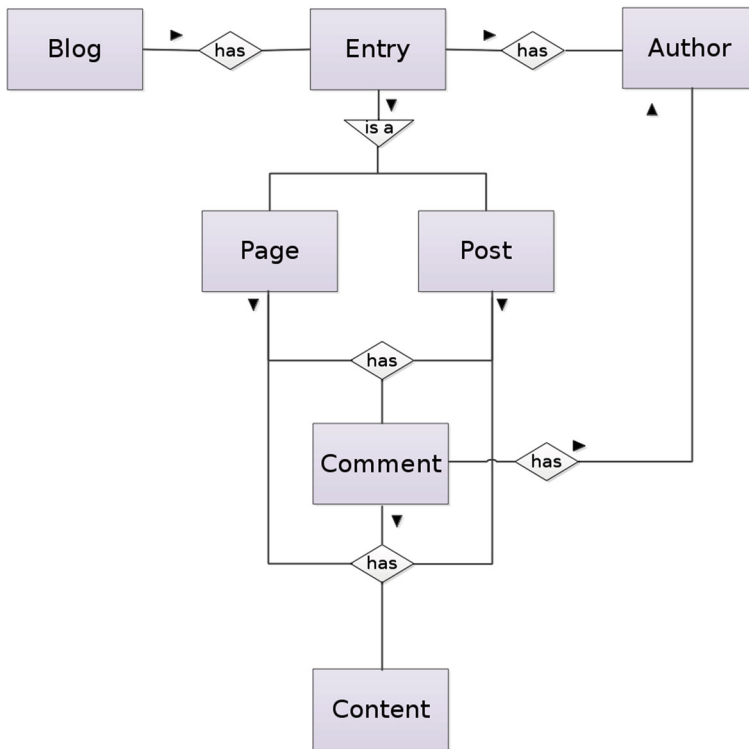 Blog
has
Entry
has
Author
is a
Page
Post
has
Comment
has
has
Content